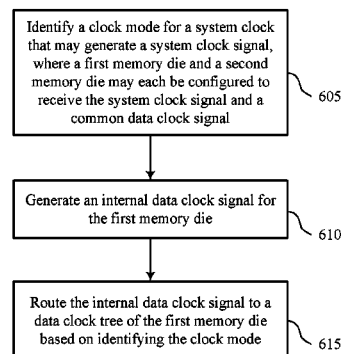 Identify a clock mode for a system clock
that may generate a system clock signal,
where a first memory die and a second
memory die may each be configured to
receive the system clock signal and a
common data clock signal
605
Generate an internal data clock signal for
the first memory die
610
Route the internal data clock signal to a
data clock tree of the first memory die
based on identifying the clock mode
615